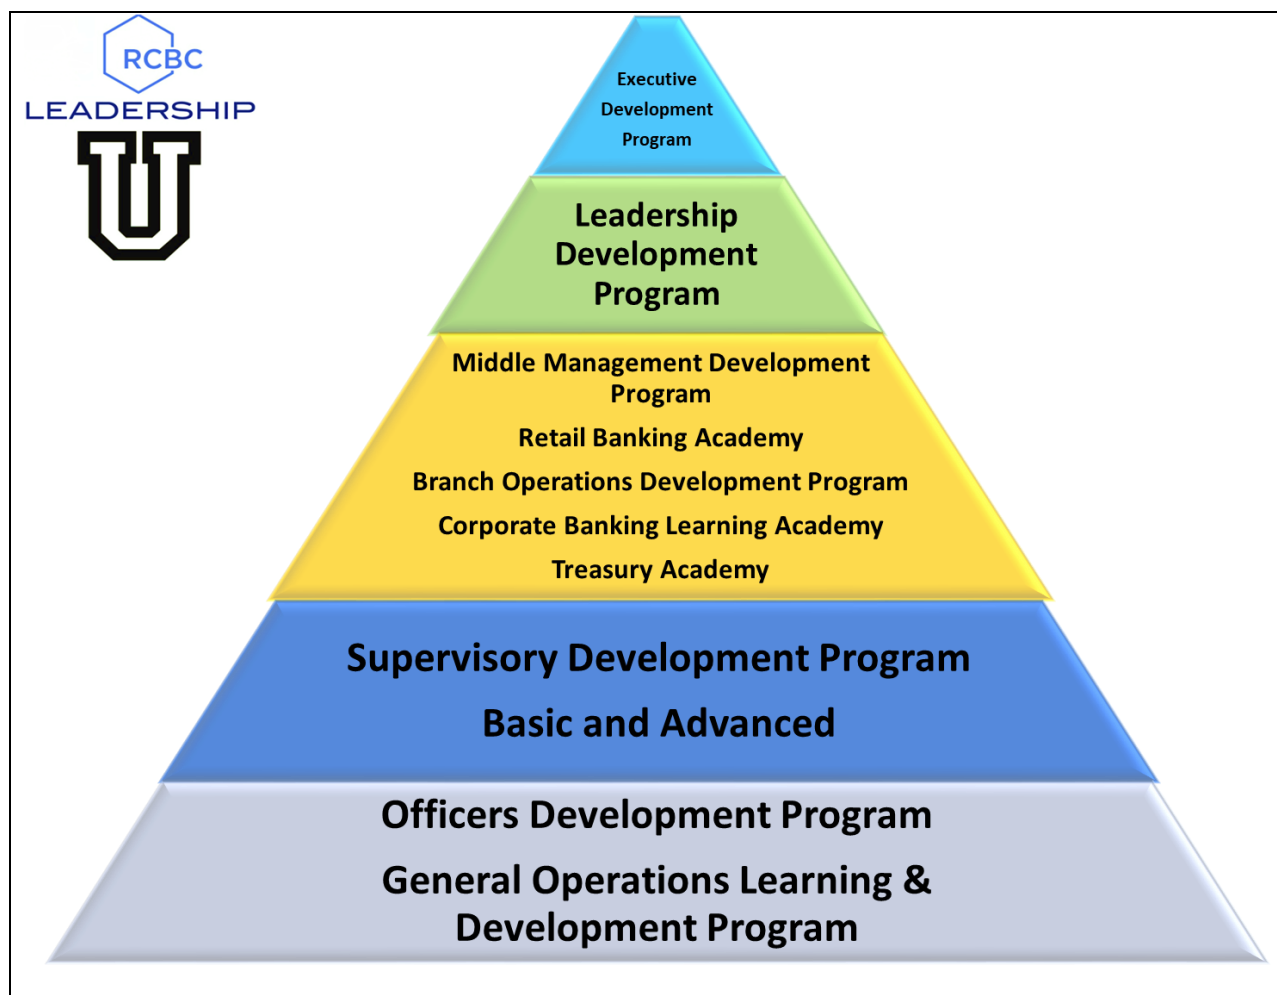 RCBC
LEADERSHIP
U
Executive
Development
Program
Leadership
Development
Program
Middle Management Development
Program
Retail Banking Academy
Branch Operations Development Program
Corporate Banking Learning Academy
Treasury Academy
Supervisory Development Program
Basic and Advanced
Officers Development Program
General Operations Learning &
Development Program